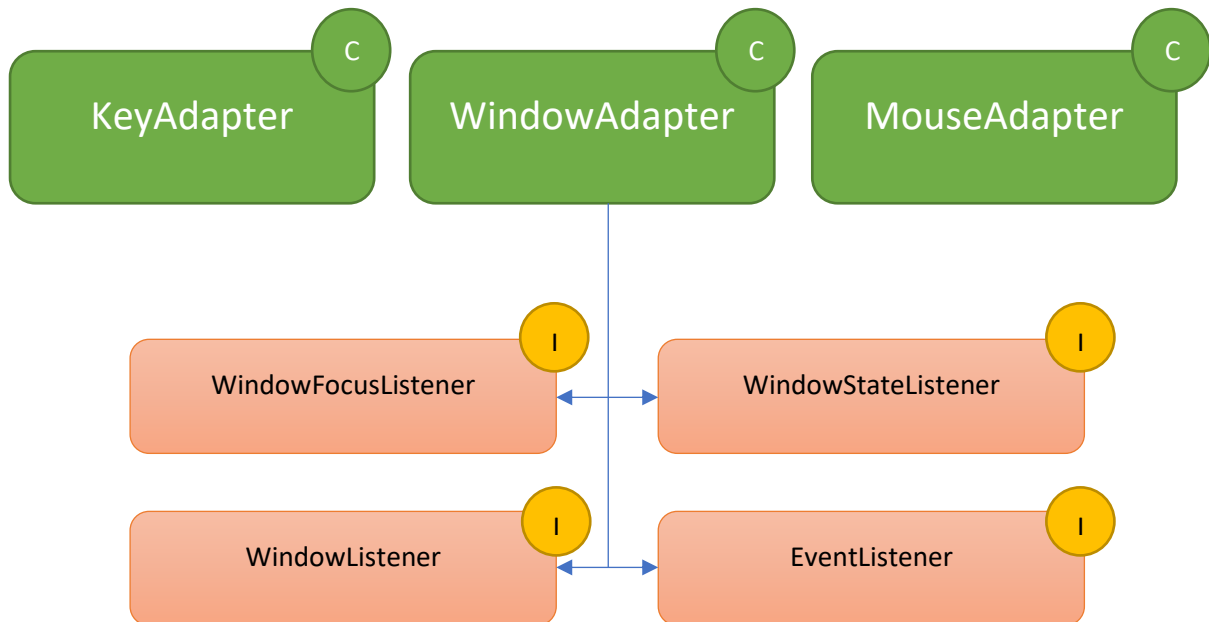 C
C
C
KeyAdapter
WindowAdapter
MouseAdapter
I
I
WindowFocusListener
WindowStateListener
I
I
WindowListener
EventListener